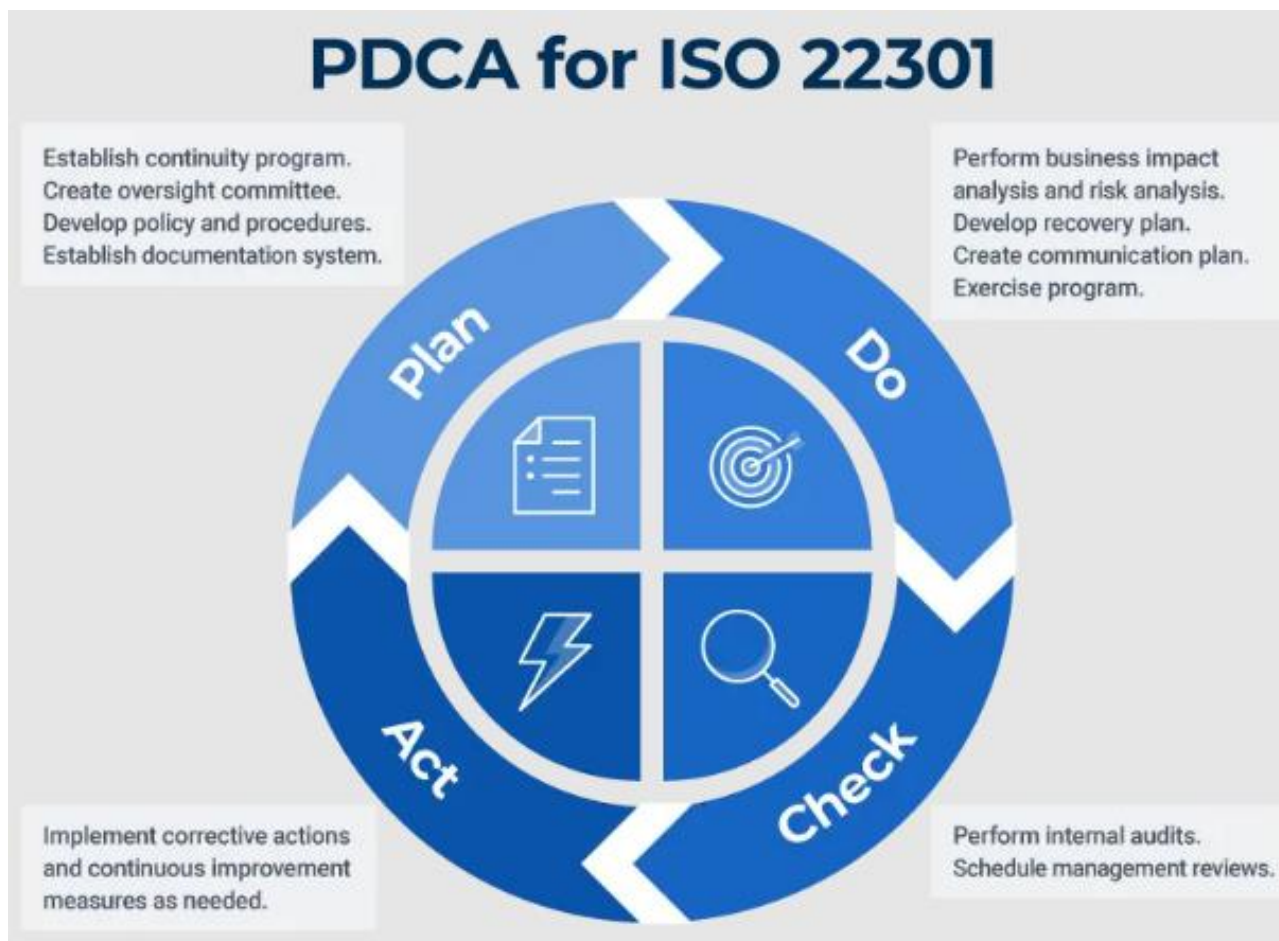 PDCA for ISO 22301
Establish continuity program.
Create oversight committee.
Develop policy and procedures.
Establish documentation system.
Perform business impact
analysis and risk analysis.
Develop recovery plan.
Create communication plan.
Exercise program.
Plan
Do
Act
Check
Implement corrective actions
and continuous improvement
measures as needed.
Perform internal audits.
Schedule management reviews.